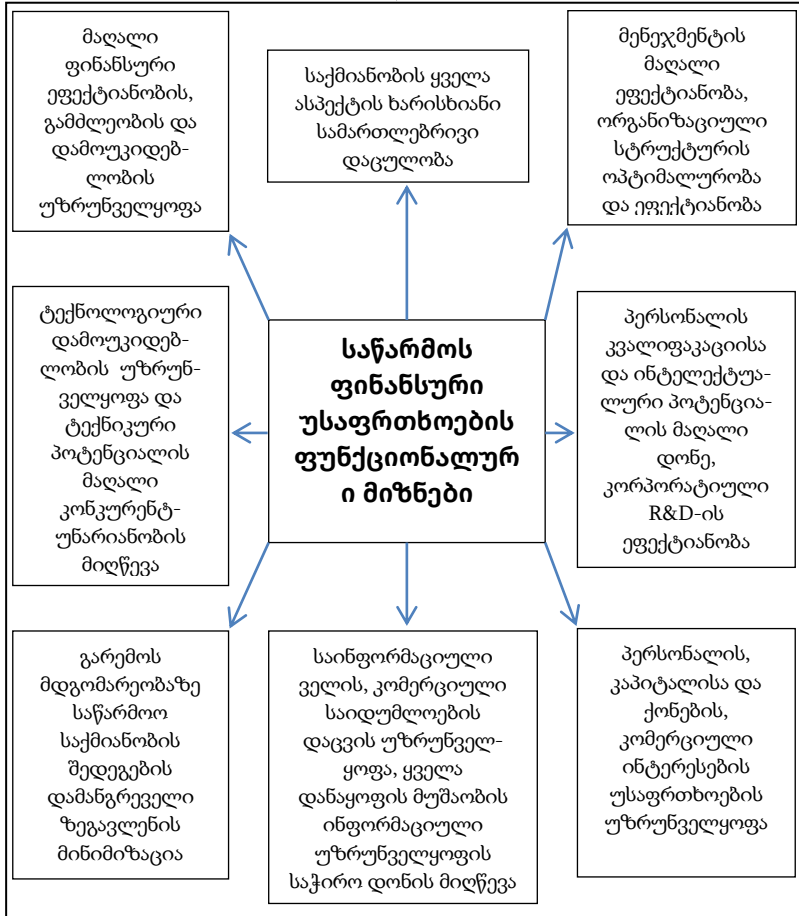 მაღალი
ფინანსური
ეფექტიანობის,
გამძლეობის და
დამოუკიდებ-
ლობის
უზრუნველყოფა
საქმიანობის ყველა
ასპექტის ხარისხიანი
სამართლებრივი
დაცულობა
მენეჯმენტის
მაღალი
ეფექტიანობა,
ორგანიზაციული
სტრუქტურის
ოპტიმალურობა
და ეფექტიანობა
ტექნოლოგიური
დამოუკიდებ-
ლობის უზრუნ-
ველყოფა და
ტექნიკური
პოტენციალის
მაღალი
კონკურენტ-
უნარიანობის
მიღწევა
საწარმოს
ფინანსური
უსაფრთხოების
ფუნქციონალურ
ი მიზნები
პერსონალის
კვალიფაკაციისა
და ინტელექტუა-
ლური პოტენცია-
ლის მაღალი
დონე,
კორპორატიული
R&D-ის
ეფექტიანობა
გარემოს
მდგომარეობაზე
საწარმოო
საქმიანობის
შედეგების
დამანგრეველი
ზეგავლენის
მინიმიზაცია
საინფორმაციული
ველის, კომერციული
საიდუმლოების
დაცვის უზრუნველ-
ყოფა, ყველა
დანაყოფის მუშაობის
ინფორმაციული
უზრუნველყოფის
საჭირო დონის მიღწევა
პერსონალის,
კაპიტალისა და
ქონების,
კომერციული
ინტერესების
უსაფრთხოების
უზრუნველყოფა